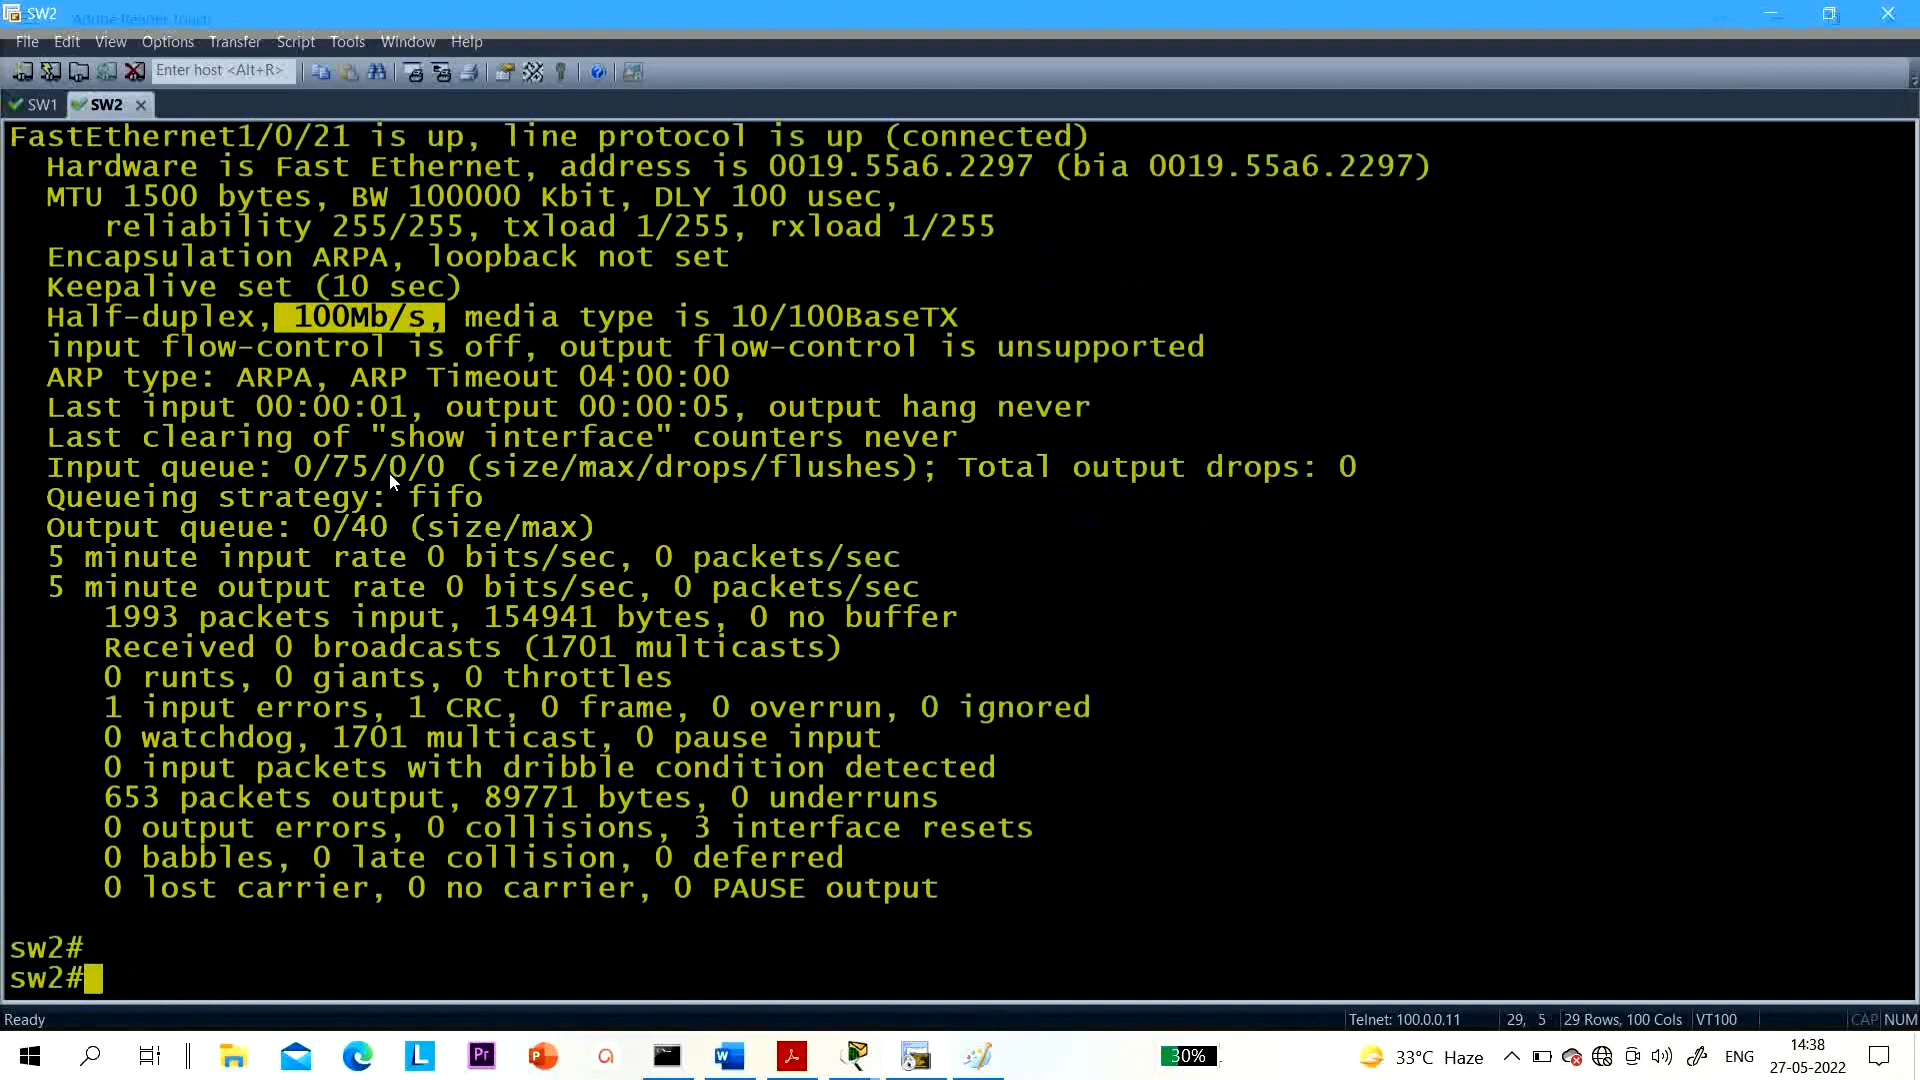 SW2
Adobe Reader Touch
File Edit View Options Transfer Script Tools Window Help
Enter host <Alt+R>
SW1 SW2
FastEthernet1/0/21 is up, line protocol is up (connected)
Hardware is Fast Ethernet, address is 0019.55a6.2297 (bia 0019.55a6.2297)
MTU 1500 bytes, BW 100000 Kbit, DLY 100 usec,
reliability 255/255, txload 1/255, rxload 1/255
Encapsulation ARPA, loopback not set
Keepalive set (10 sec)
Half-duplex, 100Mb/s, media type is 10/100BaseTX
input flow-control is off, output flow-control is unsupported
ARP type: ARPA, ARP Timeout 04:00:00
Last input 00:00:01, output 00:00:05, output hang never
Last clearing of "show interface" counters never
Input queue: 0/75/0/0 (size/max/drops/flushes); Total output drops: 0
Queueing strategy: fifo
Output queue: 0/40 (size/max)
5 minute input rate 0 bits/sec, 0 packets/sec
5 minute output rate 0 bits/sec, 0 packets/sec
1993 packets input, 154941 bytes, 0 no buffer
Received 0 broadcasts (1701 multicasts)
0 runts, 0 giants, 0 throttles
1 input errors, 1 CRC, 0 frame, 0 overrun, 0 ignored
0 watchdog, 1701 multicast, 0 pause input
0 input packets with dribble condition detected
653 packets output, 89771 bytes, 0 underruns
0 output errors, 0 collisions, 3 interface resets
0 babbles, 0 late collision, 0 deferred
0 lost carrier, 0 no carrier, 0 PAUSE output
sw2#
sw2#
Ready Telnet: 100.0.0.11 29, 5 29 Rows, 100 Cols VT100 CAP NUM
L Pr P W 30% 33°C Haze ENG 14:38
27-05-2022